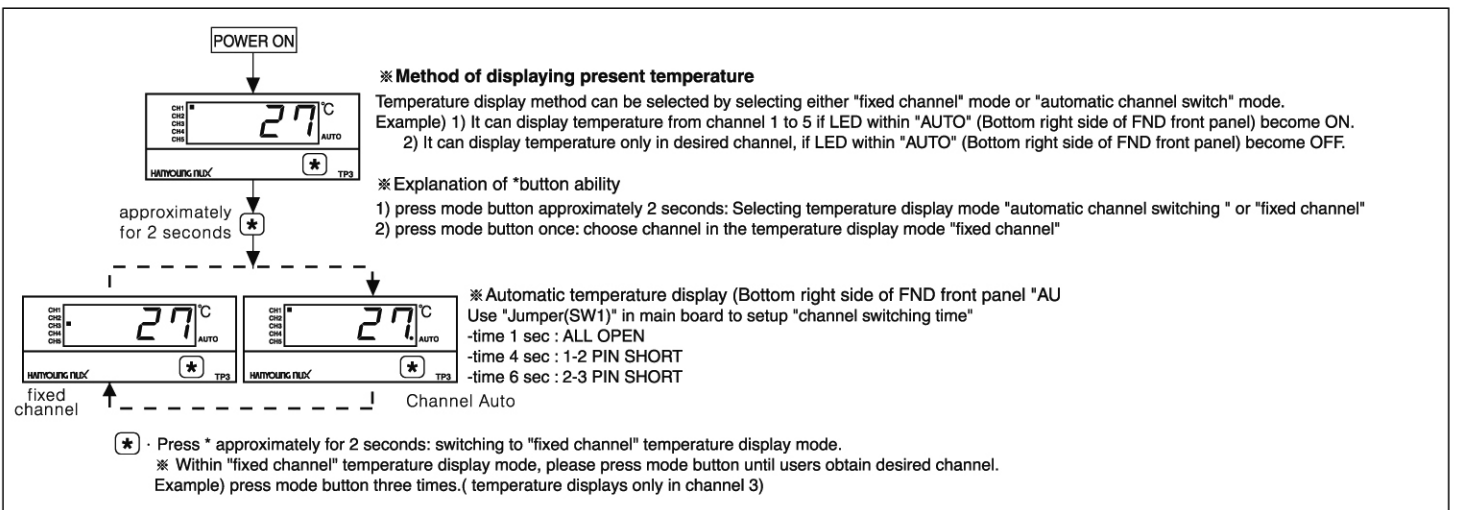 POWER ON
CH1
CH2
CH3
CH4
CH5
27
°C
AUTO
HANYOUNG NUX
*
TP3
※Method of displaying present temperature
Temperature display method can be selected by selecting either "fixed channel" mode or "automatic channel switch" mode.
Example) 1) It can display temperature from channel 1 to 5 if LED within "AUTO" (Bottom right side of FND front panel) become ON.
2) It can display temperature only in desired channel, if LED within "AUTO" (Bottom right side of FND front panel) become OFF.
※Explanation of *button ability
1) press mode button approximately 2 seconds: Selecting temperature display mode "automatic channel switching " or "fixed channel"
2) press mode button once: choose channel in the temperature display mode "fixed channel"
approximately
for 2 seconds
*
CH1
CH2
CH3
CH4
CH5
27
°C
AUTO
HANYOUNG NUX
*
TP3
fixed
channel
CH1
CH2
CH3
CH4
CH5
27.
°C
AUTO
HANYOUNG NUX
*
TP3
Channel Auto
※Automatic temperature display (Bottom right side of FND front panel "AU
Use "Jumper(SW1)" in main board to setup "channel switching time"
-time 1 sec : ALL OPEN
-time 4 sec : 1-2 PIN SHORT
-time 6 sec : 2-3 PIN SHORT
* · Press * approximately for 2 seconds: switching to "fixed channel" temperature display mode.
※ Within "fixed channel" temperature display mode, please press mode button until users obtain desired channel.
Example) press mode button three times.( temperature displays only in channel 3)